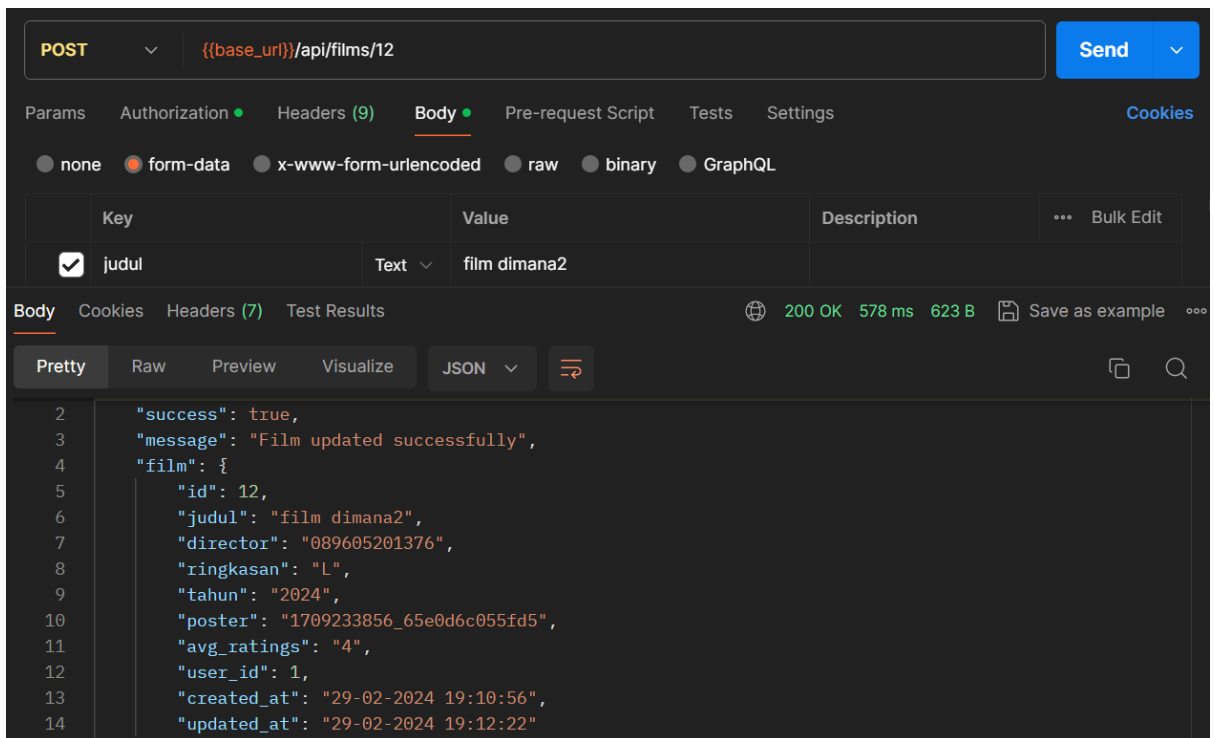 POST {{base_url}}/api/films/12 Send
Params Authorization Headers (9) Body Pre-request Script Tests Settings Cookies
none form-data x-www-form-urlencoded raw binary GraphQL
Key Value Description ••• Bulk Edit
judul Text film dimana2
Body Cookies Headers (7) Test Results 200 OK 578 ms 623 B Save as example •••
Pretty Raw Preview Visualize JSON
2 "success": true,
3 "message": "Film updated successfully",
4 "film": {
5 "id": 12,
6 "judul": "film dimana2",
7 "director": "089605201376",
8 "ringkasan": "L",
9 "tahun": "2024",
10 "poster": "1709233856_65e0d6c055fd5",
11 "avg_ratings": "4",
12 "user_id": 1,
13 "created_at": "29-02-2024 19:10:56",
14 "updated_at": "29-02-2024 19:12:22"